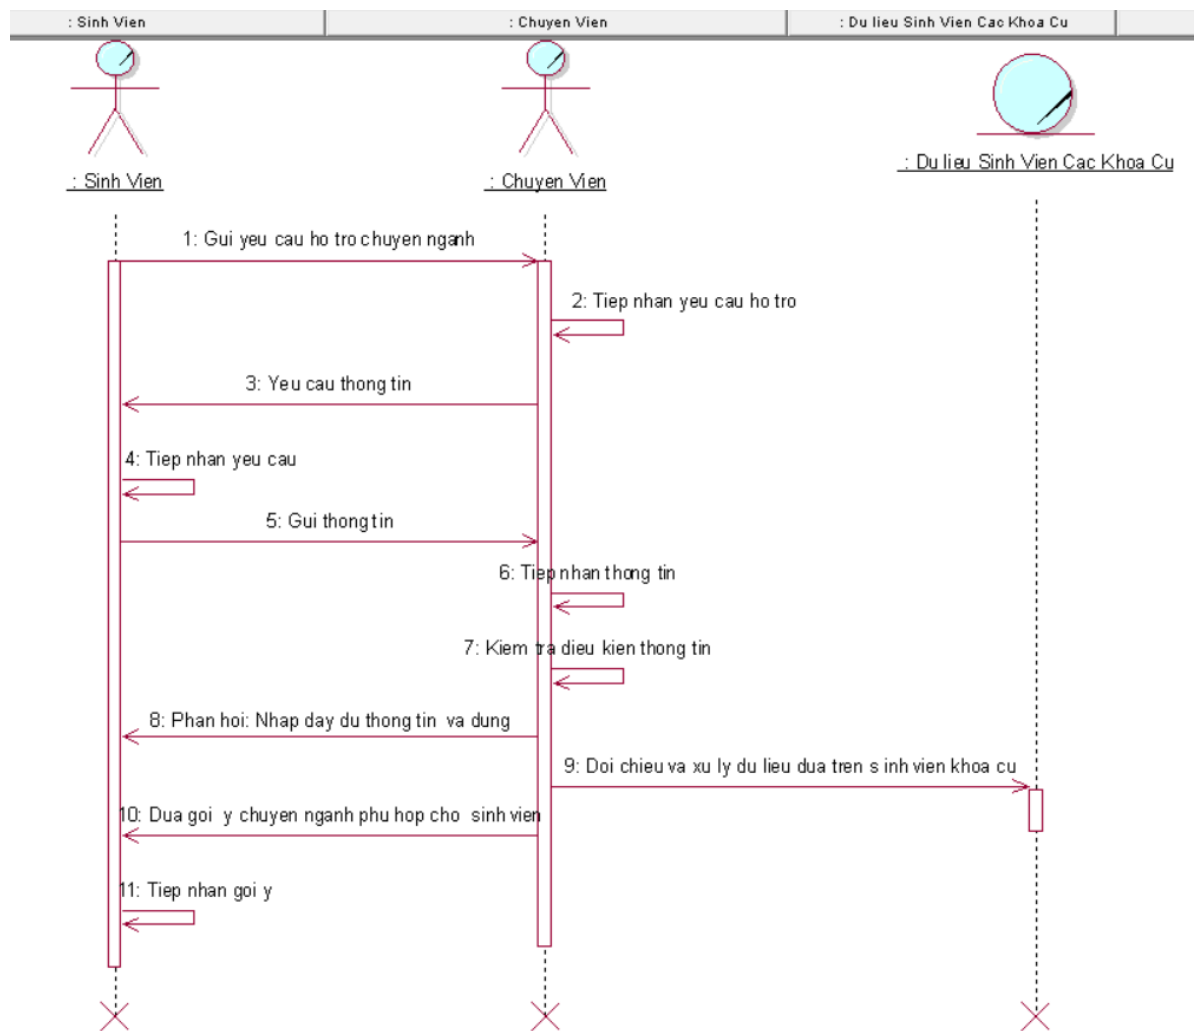 : Sinh Vien
: Chuyen Vien
: Du lieu Sinh Vien Cac Khoa Cu
: Sinh Vien
: Chuyen Vien
: Du lieu Sinh Vien Cac Khoa Cu
1: Gui yeu cau ho tro chuyen nganh
2: Tiep nhan yeu cau ho tro
3: Yeu cau thong tin
4: Tiep nhan yeu cau
5: Gui thong tin
6: Tiep nhan thong tin
7: Kiem tra dieu kien thong tin
8: Phan hoi: Nhap day du thong tin va dung
9: Doi chieu va xu ly du lieu dua tren sinh vien khoa cu
10: Dua goi y chuyen nganh phu hop cho sinh vien
11: Tiep nhan goi y